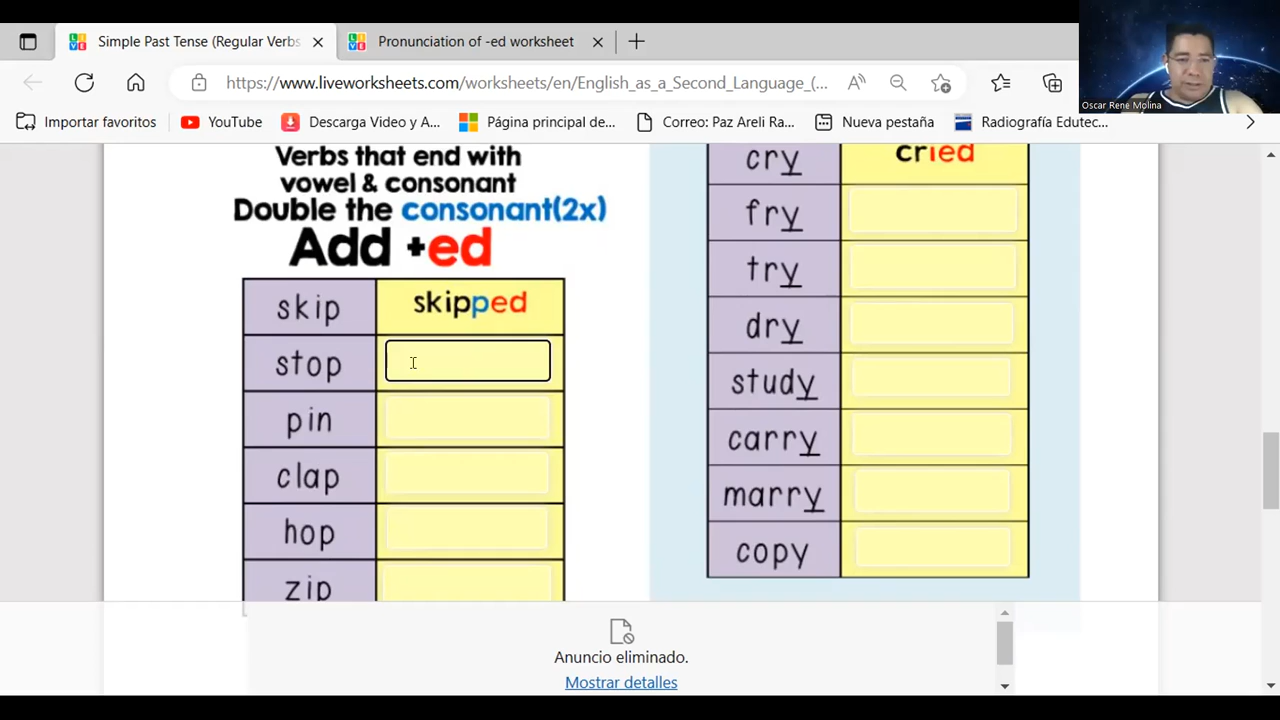 Simple Past Tense (Regular Verbs
Pronunciation of -ed worksheet
https://www.liveworksheets.com/worksheets/en/English_as_a_Second_Language_(...
Oscar René Molina
Importar favoritos
YouTube
Descarga Video y A...
Página principal de...
Correo: Paz Areli Ra...
Nueva pestaña
Radiografía Edutec...
Verbs that end with
vowel & consonant
Double the consonant(2x)
Add +ed
skip skipped
stop
pin
clap
hop
zip
cry cried
fry
try
dry
study
carry
marry
copy
Anuncio eliminado.
Mostrar detalles